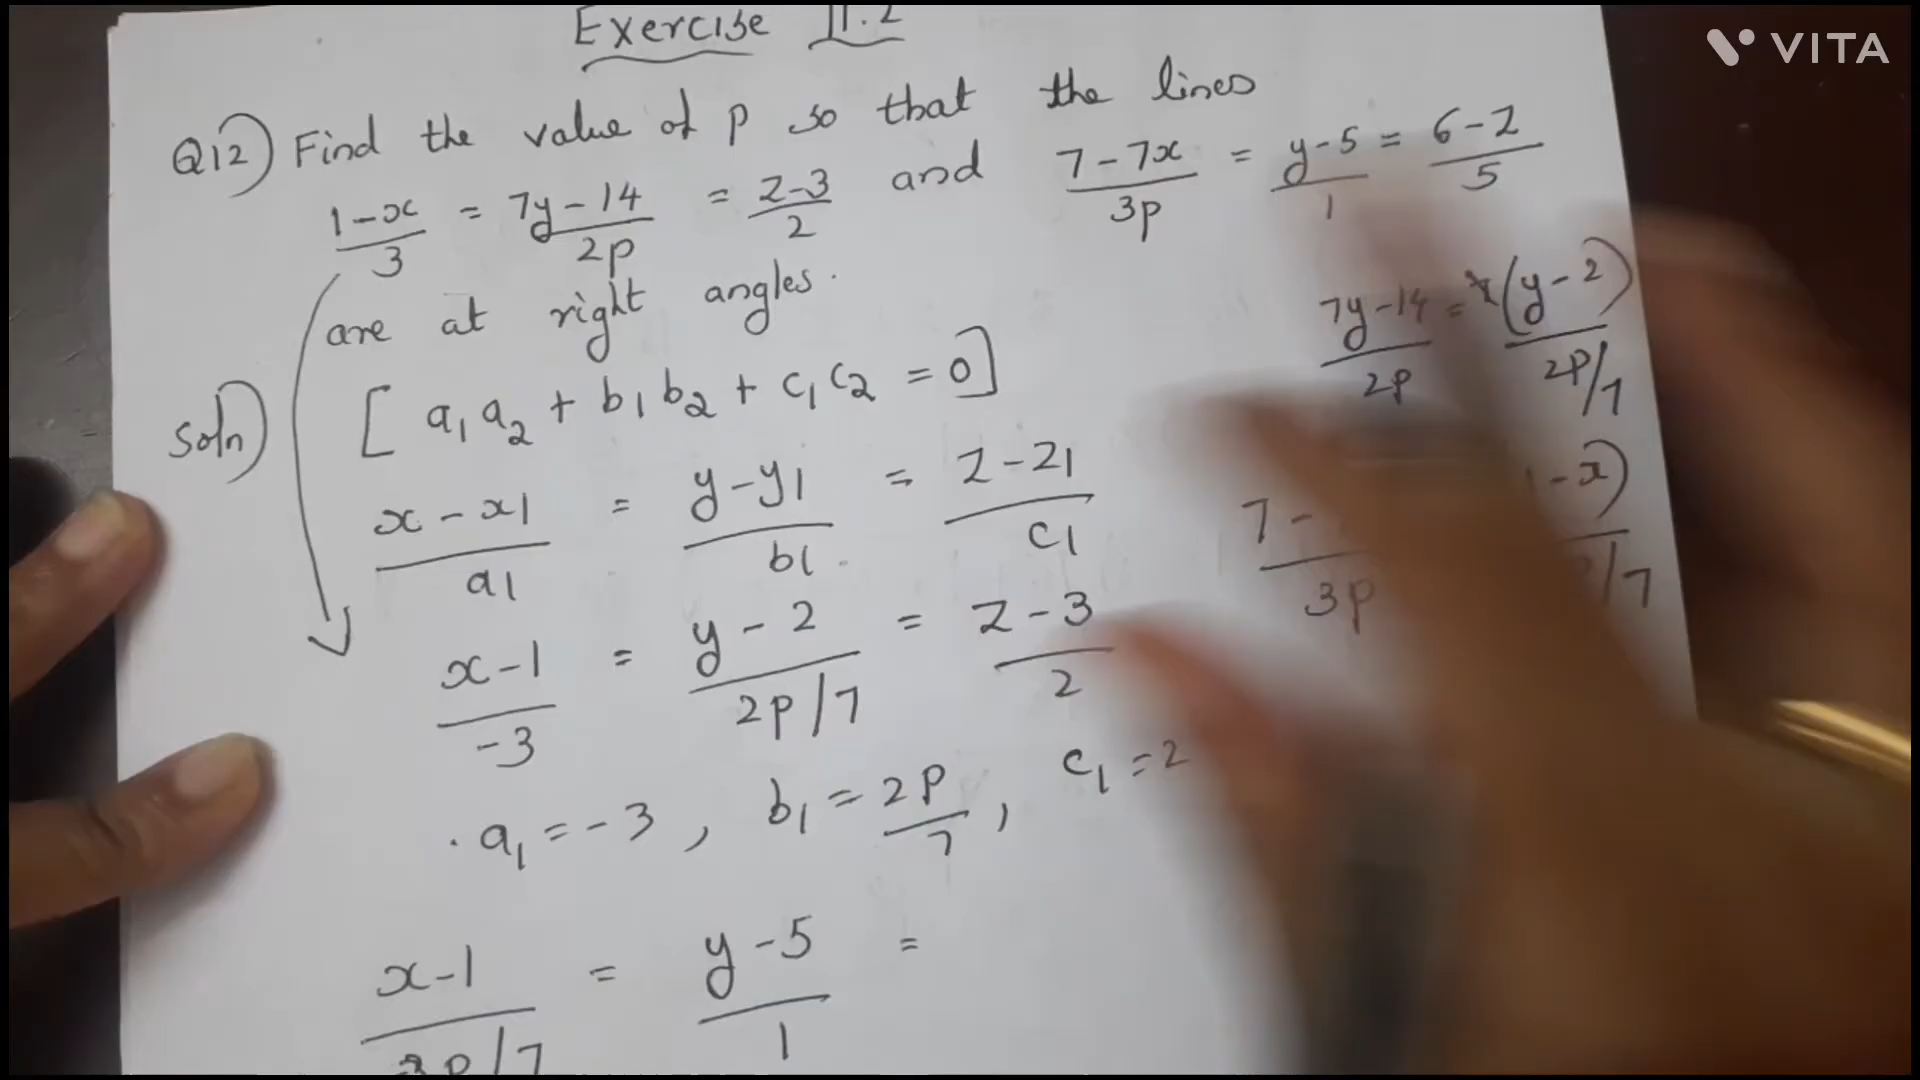 VITA
Exercise 11.2
Q12) Find the value of p so that the lines
1-x/3 = 7y-14/2p = z-3/2 and 7-7x/3p = y-5/1 = 6-z/5
are at right angles.
7y-14/2p = (y-2)/2p/7
Soln) [a1a2 + b1b2 + c1c2 = 0]
x-x1/a1 = y-y1/b1 = z-z1/c1
7-
3p
-x)
/7
x-1/-3 = y-2/2p/7 = z-3/2
a1 = -3, b1 = 2p/7, c1 = 2
x-1/3p/7 = y-5/1 =